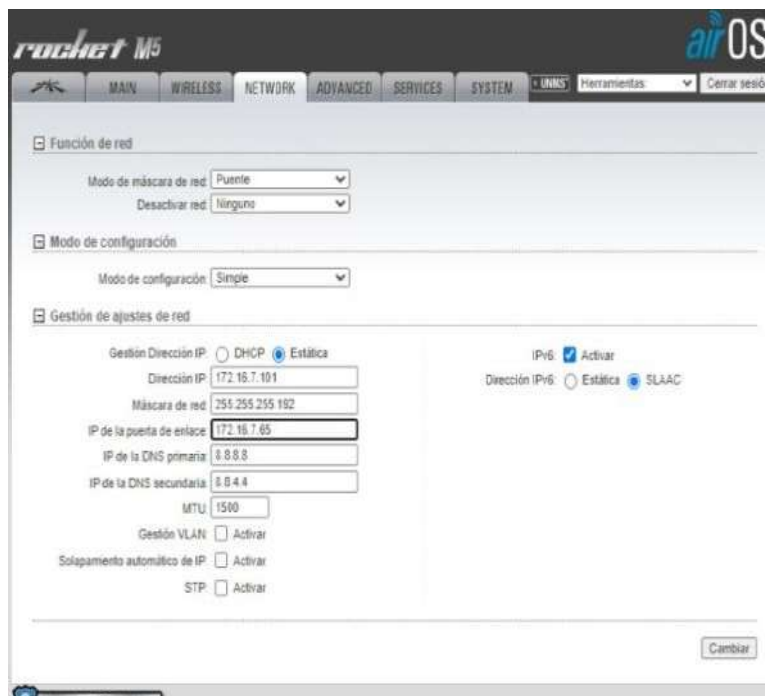 rocket M5
airOS
MAIN WIRELESS NETWORK ADVANCED SERVICES SYSTEM UNMS Herramientas: Cerrar sesió
Función de red
Modo de máscara de red: Puente
Desactivar red: Ninguno
Modo de configuración
Modo de configuración: Simple
Gestión de ajustes de red
Gestión Dirección IP: DHCP Estática
IPv6: Activar
Dirección IP: 172.16.7.101
Dirección IPv6: Estática SLAAC
Máscara de red: 255.255.255.192
IP de la puerta de enlace: 172.16.7.65
IP de la DNS primaria: 8.8.8.8
IP de la DNS secundaria: 8.8.4.4
MTU: 1500
Gestión VLAN: Activar
Solapamiento automático de IP: Activar
STP: Activar
Cambiar